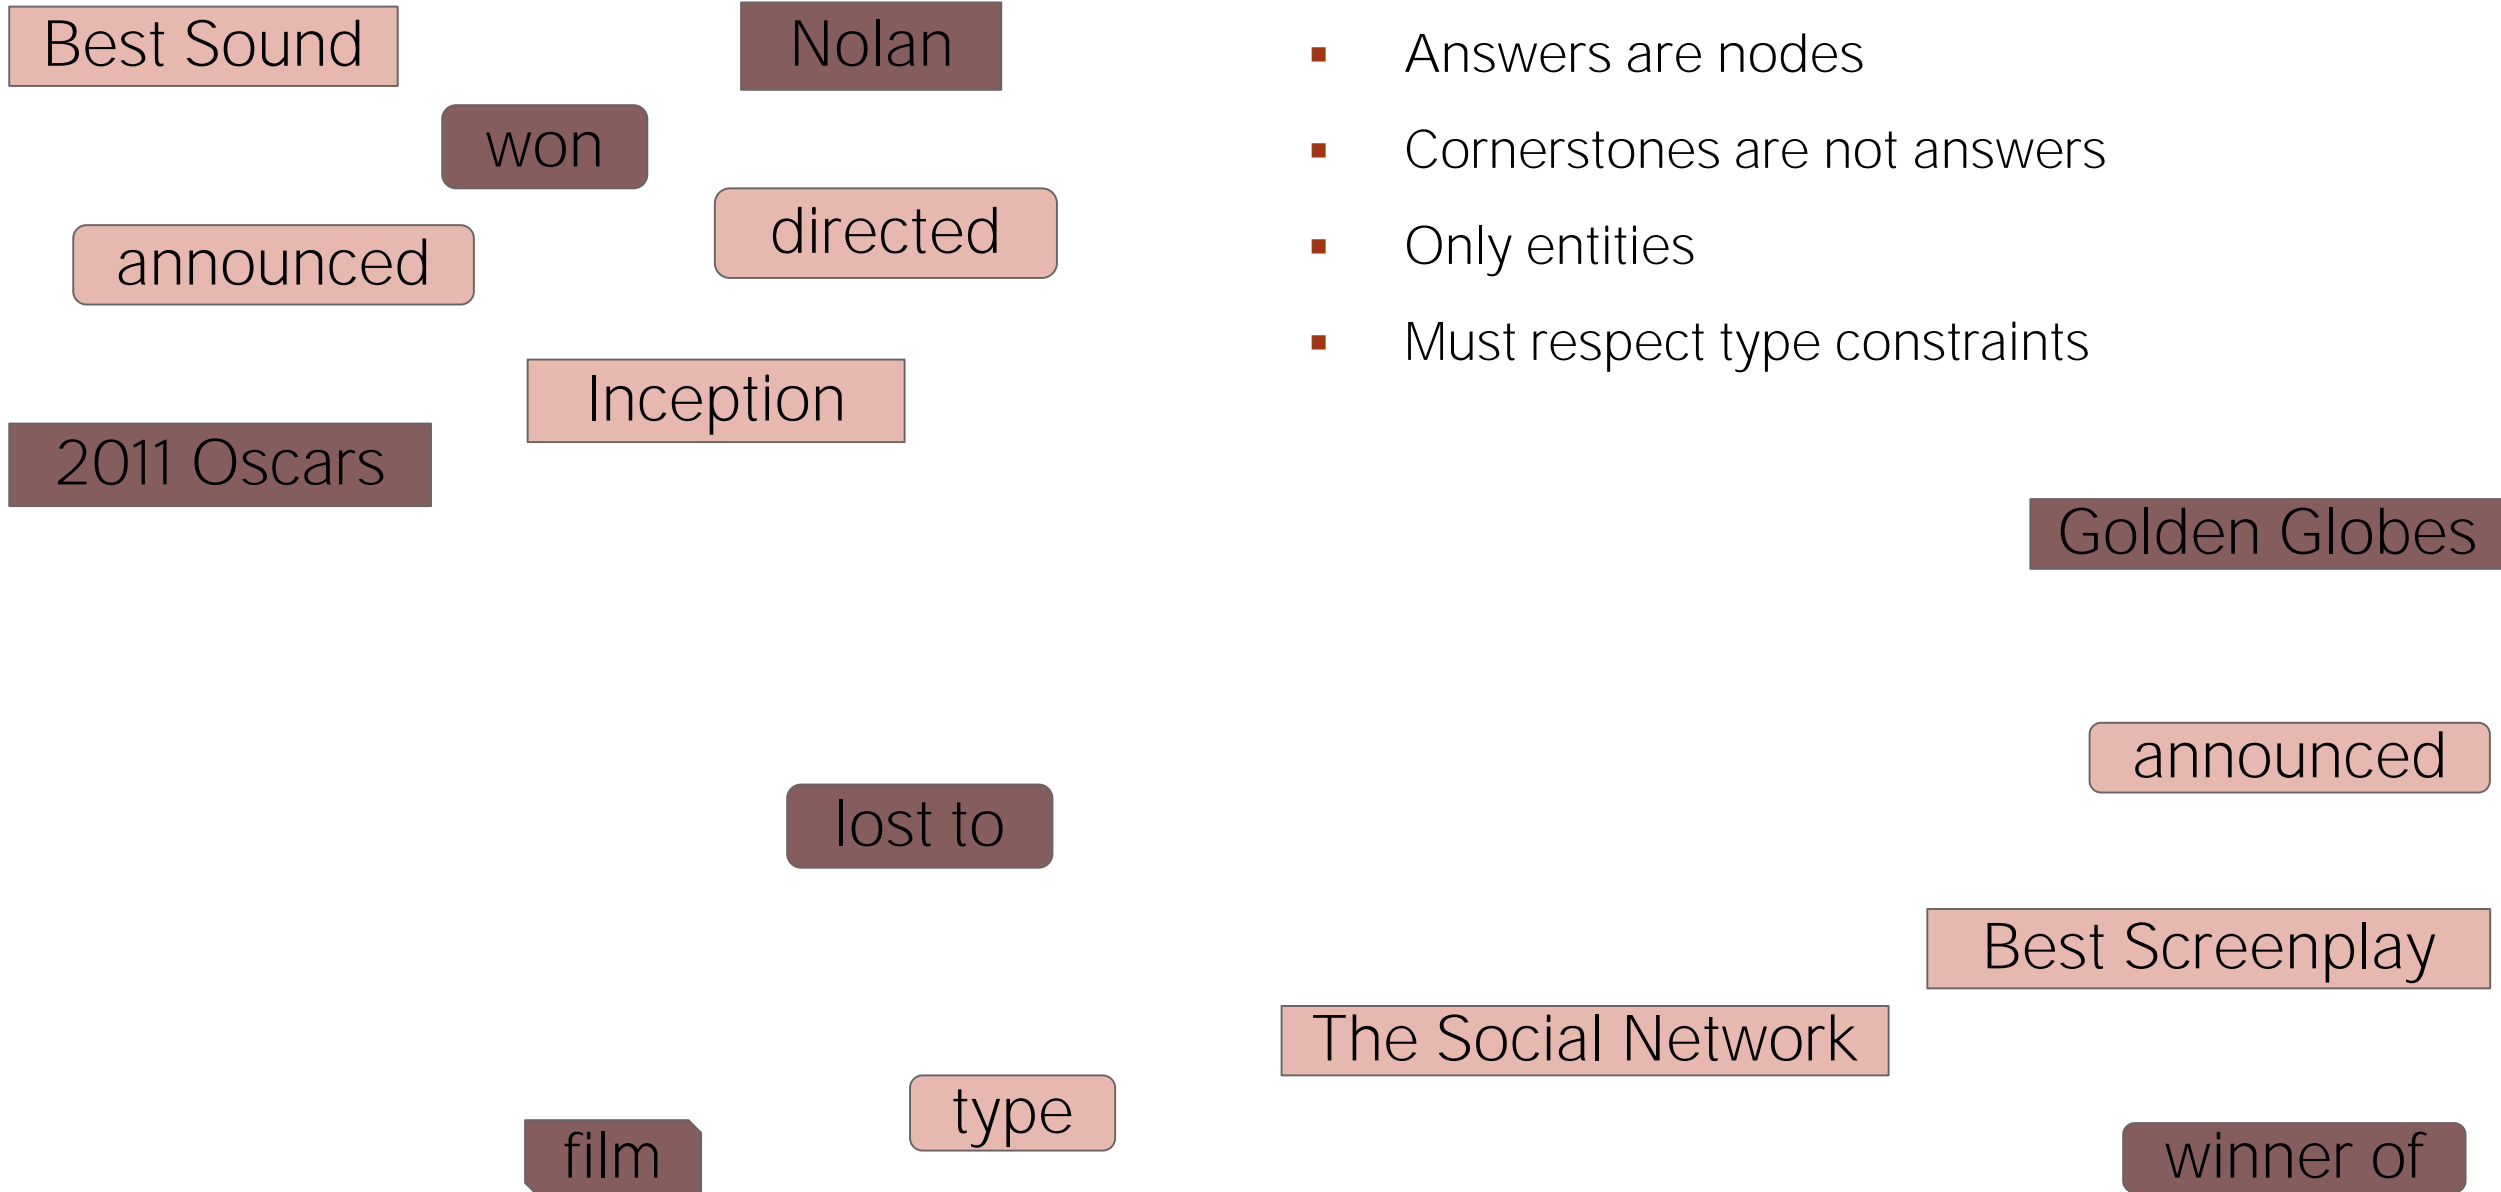 Best Sound
Nolan
won
directed
announced
Inception
2011 Oscars
Answers are nodes
Cornerstones are not answers
Only entities
Must respect type constraints
Golden Globes
announced
lost to
Best Screenplay
The Social Network
type
film
winner of